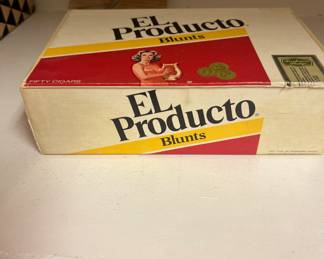 EL
Producto®
Blunts
FIFTY CIGARS
EL
Producto®
Blunts